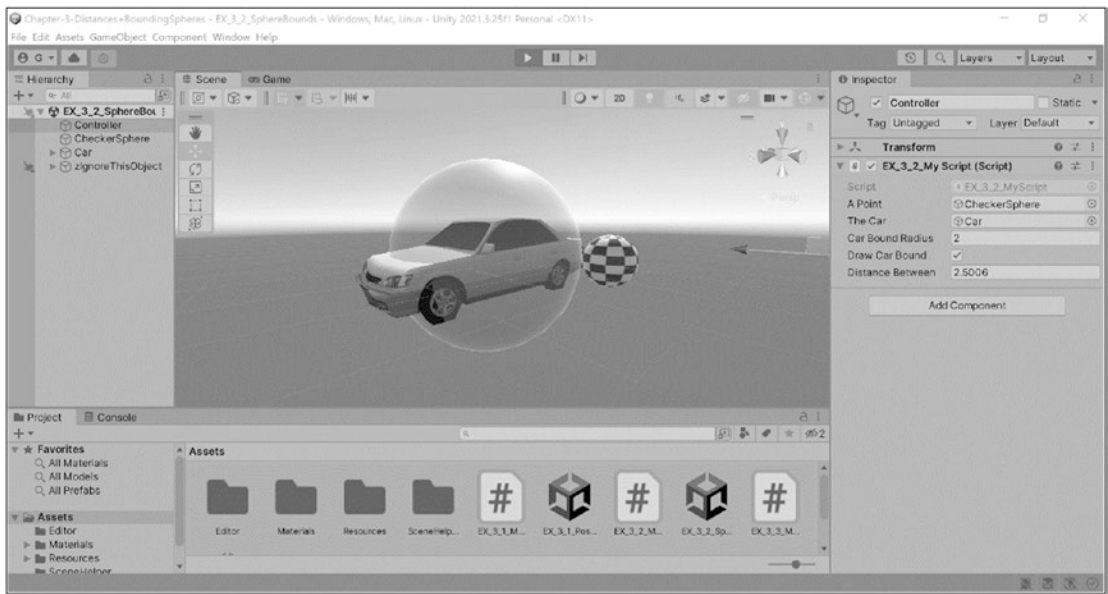 Chapter-3-Distances+BoundingSpheres - EX_3_2_SphereBounds - Windows, Mac, Linux - Unity 2021.3.25f1 Personal <DX11>
File Edit Assets GameObject Component Window Help
G
Layers
Layout
Hierarchy
Scene
Game
Inspector
All
2D
EX_3_2_SphereBou
Controller
CheckerSphere
Car
zIgnoreThisObject
Controller
Static
Tag Untagged
Layer Default
Transform
# EX_3_2_My Script (Script)
Script
EX_3_2_MyScript
A Point
CheckerSphere
The Car
Car
Car Bound Radius
2
Draw Car Bound
Distance Between
2.5006
Add Component
y
Persp
Project
Console
2
Favorites
All Materials
All Models
All Prefabs
Assets
Editor
Materials
Resources
SceneHelper
Assets
Editor
Materials
Resources
SceneHelp...
EX_3_1_M...
EX_3_1_Pos...
EX_3_2_M...
EX_3_2_Sp...
EX_3_3_M...